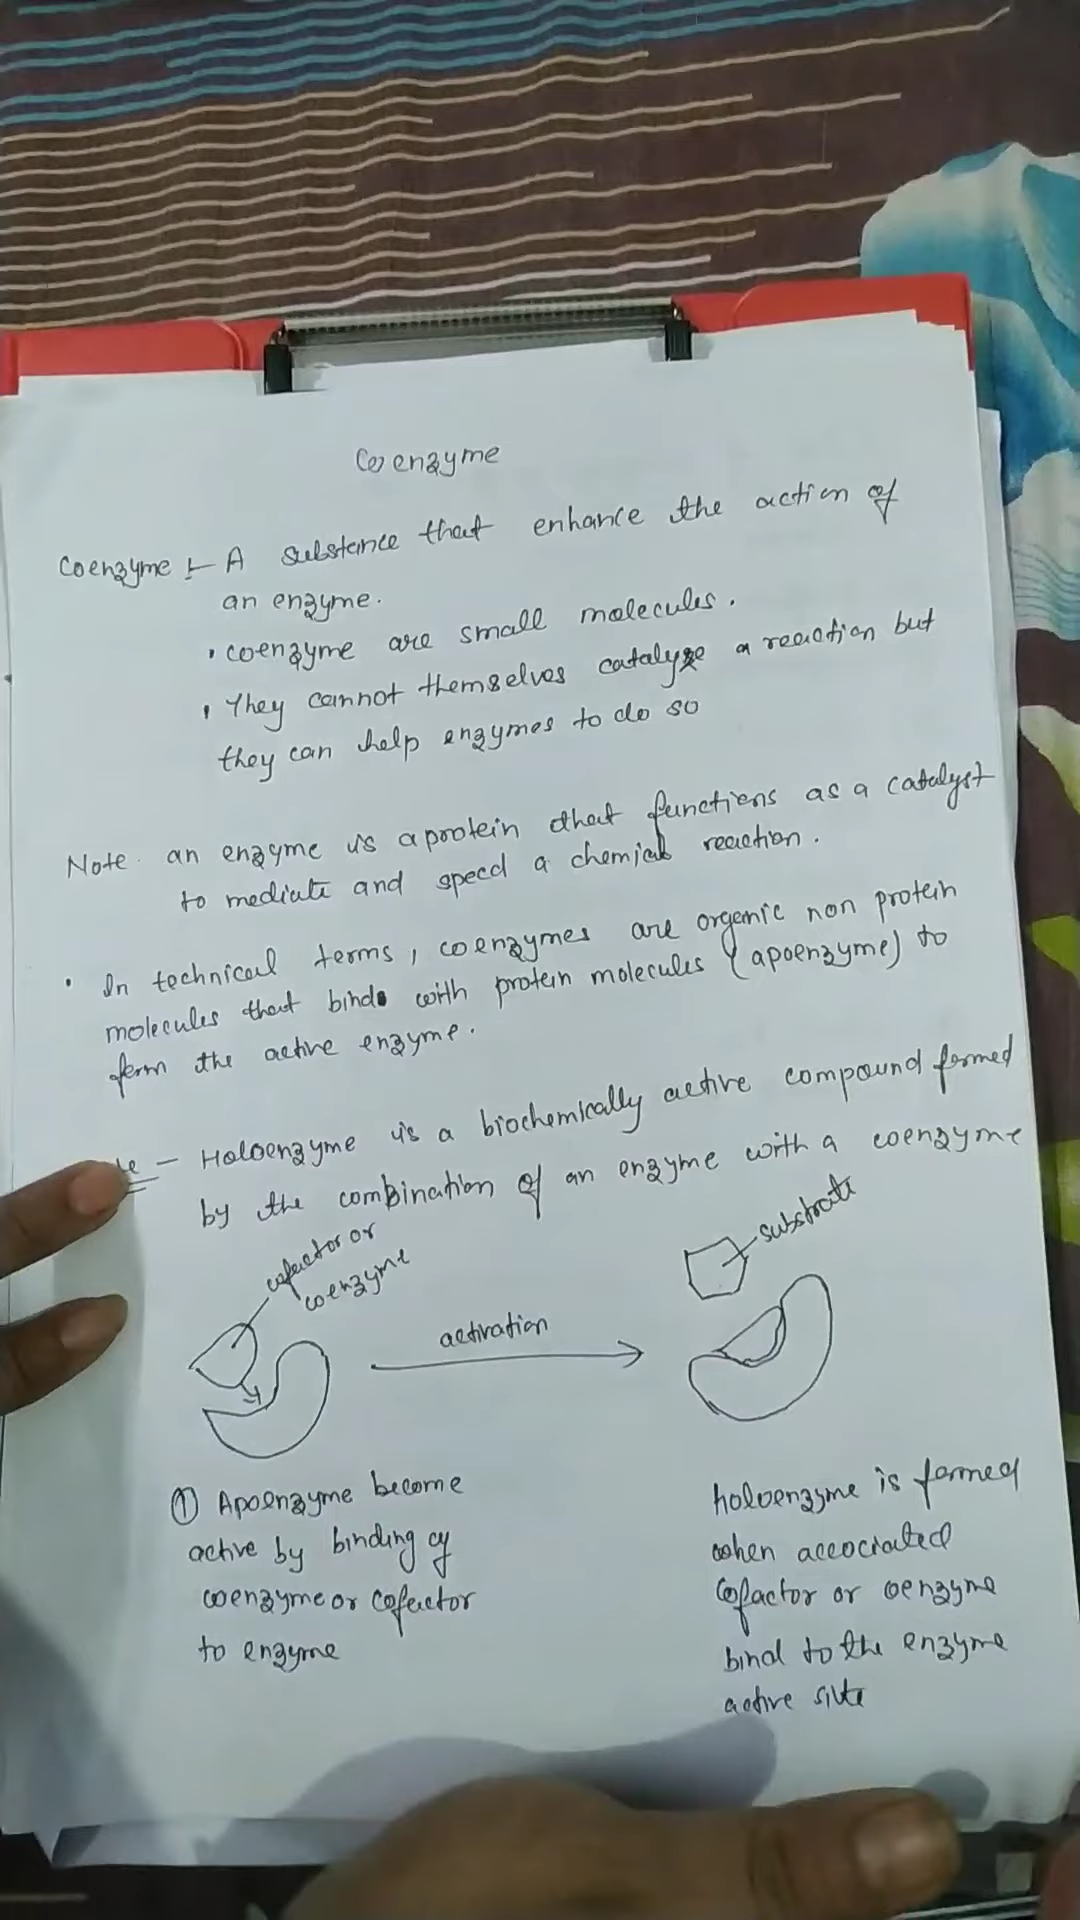 Coenzyme
Coenzyme :- A substance that enhance the action of
an enzyme.
• coenzyme are small molecules.
• They cannot themselves catalyze a reaction but
they can help enzymes to do so
Note. an enzyme is a protein that functions as a catalyst
to mediate and speed a chemical reaction.
• In technical terms, coenzymes are organic non protein
molecules that bind with protein molecules (apoenzyme) to
form the active enzyme.
- Holoenzyme is a biochemically active compound formed
by the combination of an enzyme with a coenzyme
substrate
cofactor or
coenzyme
activation
① Apoenzyme become
active by binding of
coenzyme or cofactor
to enzyme
holoenzyme is formed
when accociated
Cofactor or oenzyme
bind to the enzyme
active site